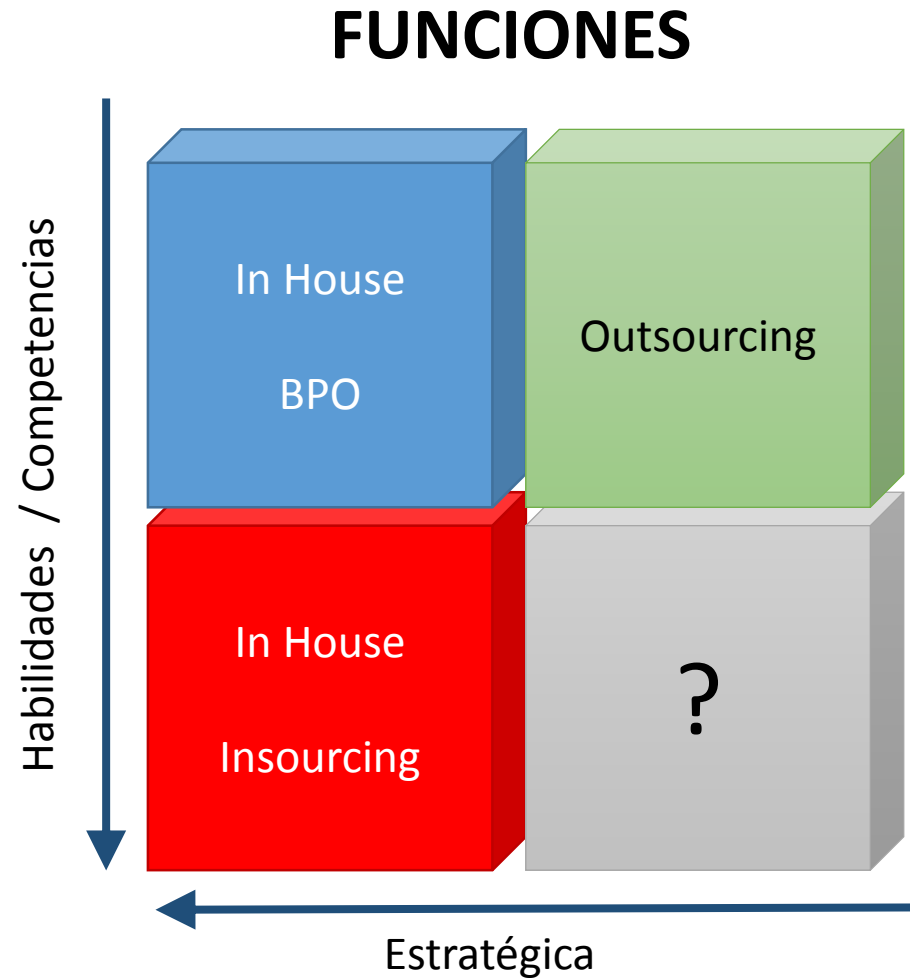 FUNCIONES
Habilidades / Competencias
In House
BPO
Outsourcing
In House
Insourcing
?
Estratégica